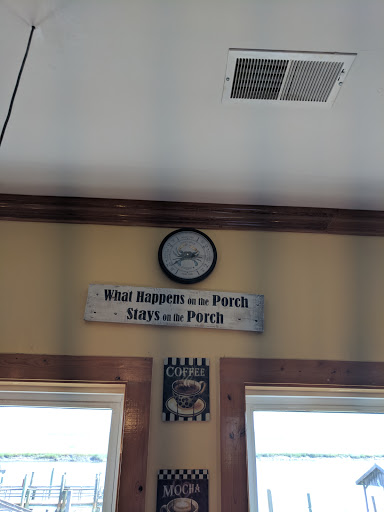 What Happens on the Porch
Stays on the Porch
COFFEE
MOCHA